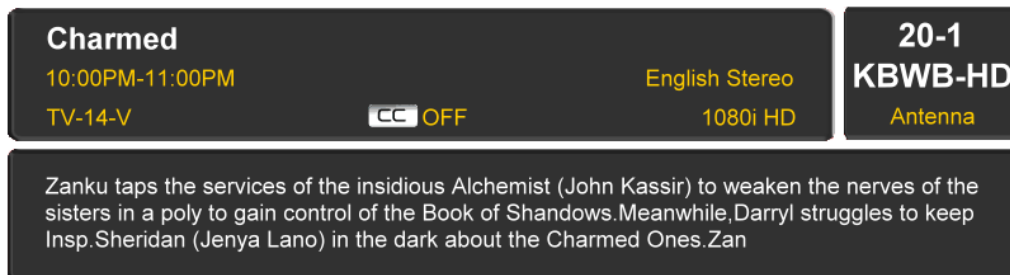 Charmed
10:00PM-11:00PM
English Stereo
TV-14-V
CC OFF
1080i HD
20-1
KBWB-HD
Antenna
Zanku taps the services of the insidious Alchemist (John Kassir) to weaken the nerves of the
sisters in a poly to gain control of the Book of Shandows.Meanwhile,Darryl struggles to keep
Insp.Sheridan (Jenya Lano) in the dark about the Charmed Ones.Zan